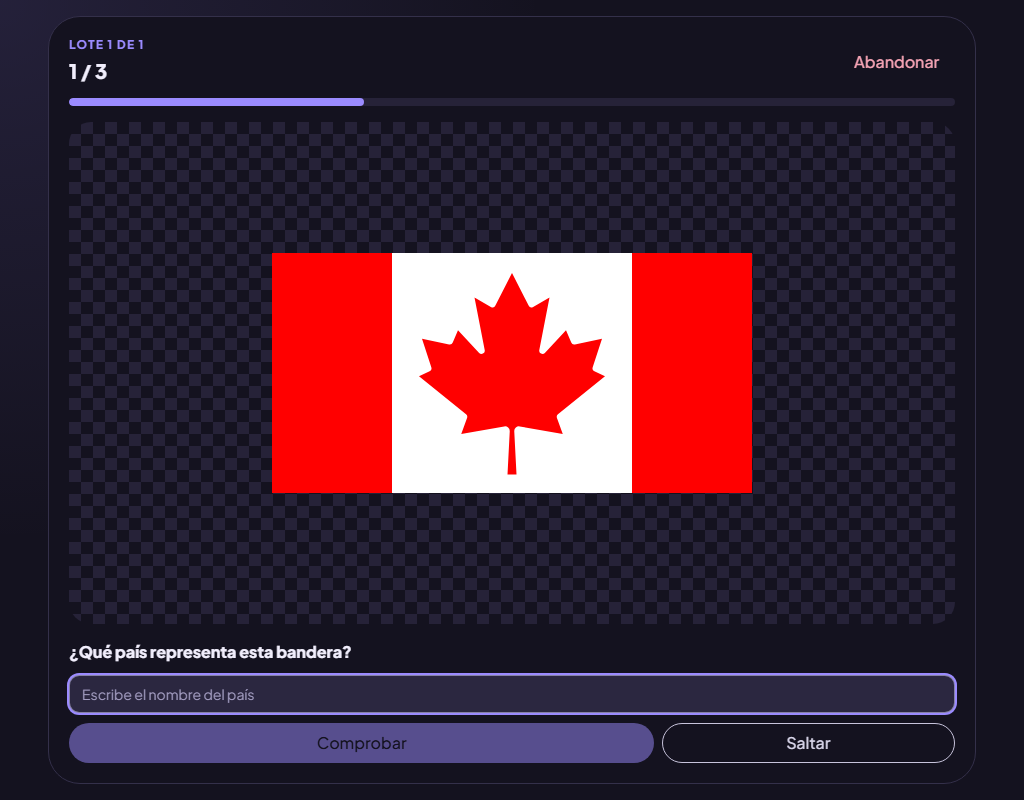 LOTE 1 DE 1
1 / 3
Abandonar
¿Qué país representa esta bandera?
Escribe el nombre del país
Comprobar
Saltar